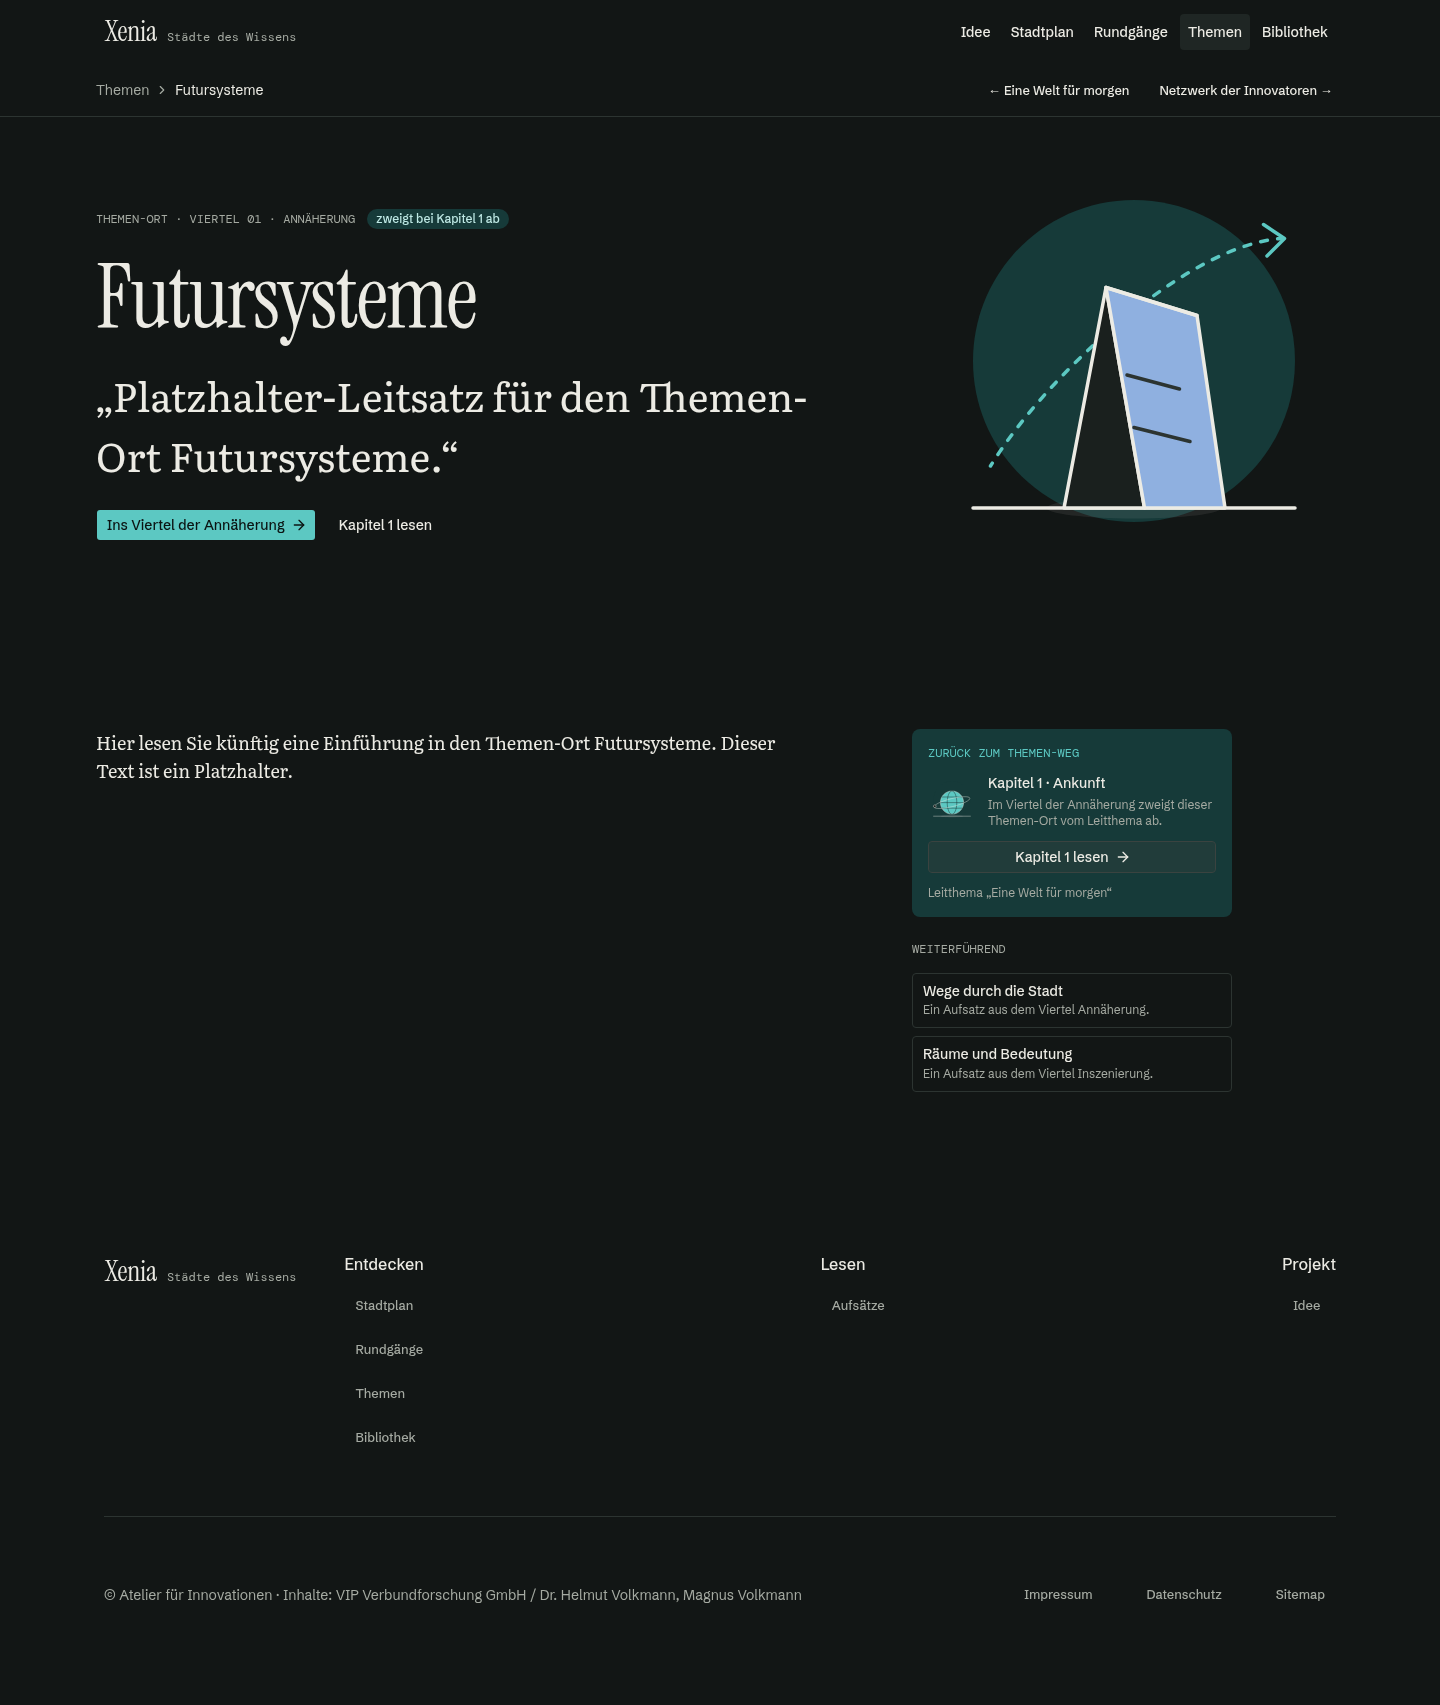 Xenia Städte des Wissens
Idee Stadtplan Rundgänge Themen Bibliothek
Themen > Futursysteme
← Eine Welt für morgen Netzwerk der Innovatoren →
THEMEN-ORT · VIERTEL 01 · ANNÄHERUNG zweigt bei Kapitel 1 ab
Futursysteme
„Platzhalter-Leitsatz für den Themen-
Ort Futursysteme.“
Ins Viertel der Annäherung → Kapitel 1 lesen
Hier lesen Sie künftig eine Einführung in den Themen-Ort Futursysteme. Dieser
Text ist ein Platzhalter.
ZURÜCK ZUM THEMEN-WEG
Kapitel 1 · Ankunft
Im Viertel der Annäherung zweigt dieser
Themen-Ort vom Leitthema ab.
Kapitel 1 lesen →
Leitthema „Eine Welt für morgen“
WEITERFÜHREND
Wege durch die Stadt
Ein Aufsatz aus dem Viertel Annäherung.
Räume und Bedeutung
Ein Aufsatz aus dem Viertel Inszenierung.
Xenia Städte des Wissens
Entdecken
Stadtplan
Rundgänge
Themen
Bibliothek
Lesen
Aufsätze
Projekt
Idee
© Atelier für Innovationen · Inhalte: VIP Verbundforschung GmbH / Dr. Helmut Volkmann, Magnus Volkmann
Impressum Datenschutz Sitemap